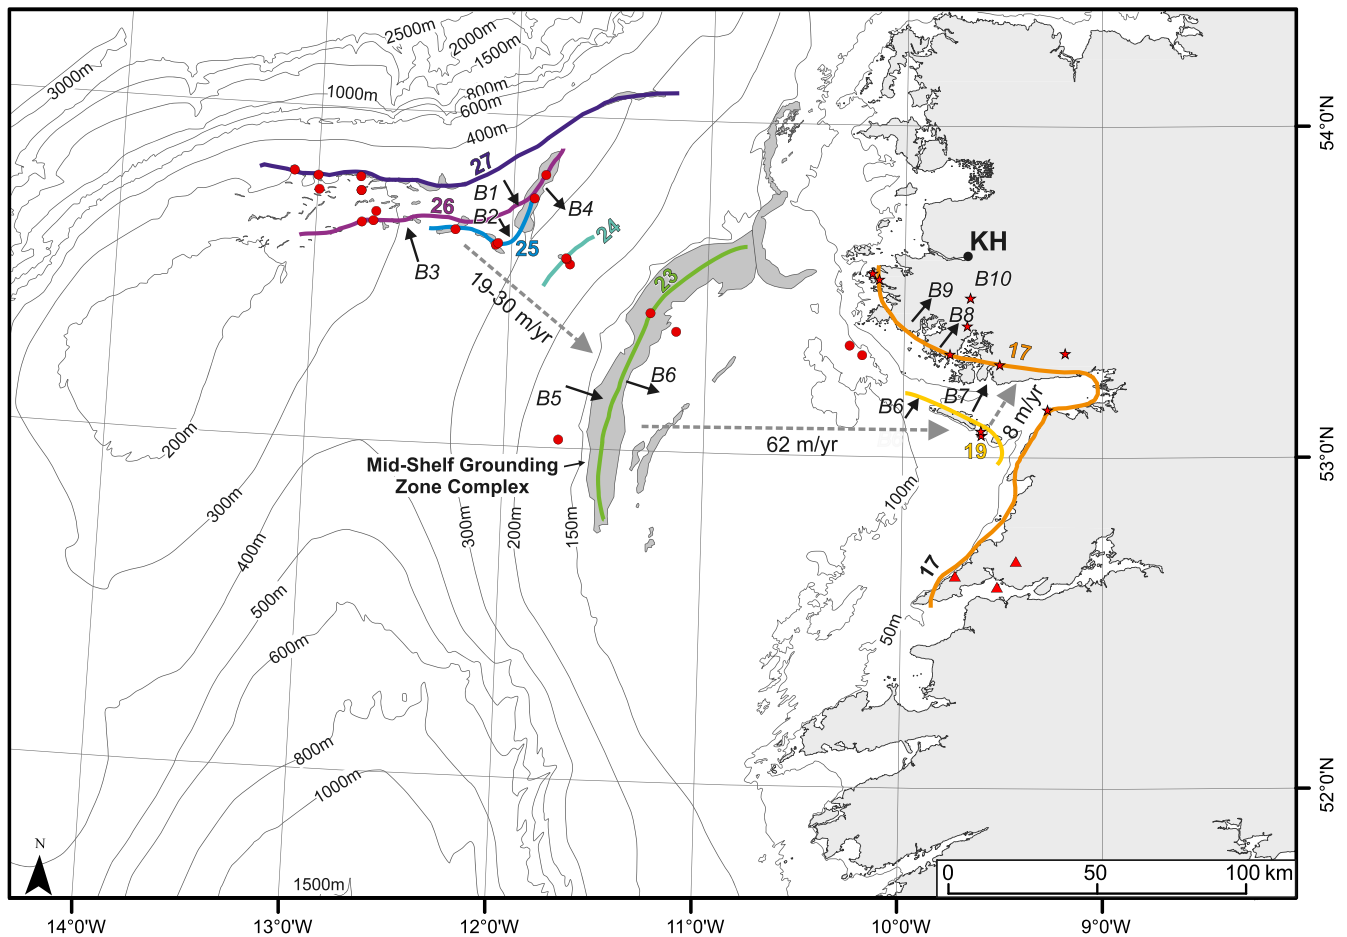 2500m
2000m
1500m
3000m
1000m
800m
600m
400m
54°0'N
27
B1
26
B2
B4
25
24
B3
KH
23
B10
B9
19-30 m/yr
B8
17
B5
B6
B7
B6
8 m/yr
200m
62 m/yr
19
53°0'N
Mid-Shelf Grounding
Zone Complex
100m
300m
300m
200m
150m
400m
17
500m
50m
600m
800m
52°0'N
1000m
N
1500m
0 50 100 km
14°0'W 13°0'W 12°0'W 11°0'W 10°0'W 9°0'W